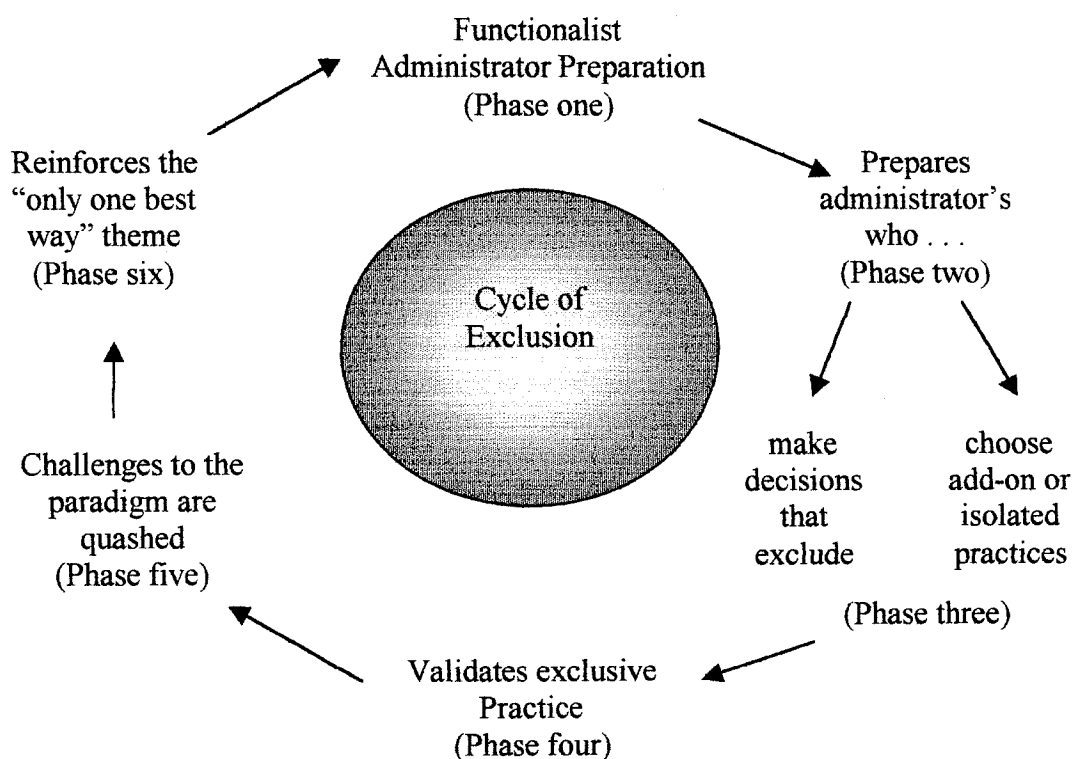 Functionalist
Administrator Preparation
(Phase one)
Prepares
administrator’s
who . . .
(Phase two)
make
decisions
that
exclude
choose
add-on or
isolated
practices
(Phase three)
Validates exclusive
Practice
(Phase four)
Challenges to the
paradigm are
quashed
(Phase five)
Reinforces the
“only one best
way” theme
(Phase six)
Cycle of
Exclusion